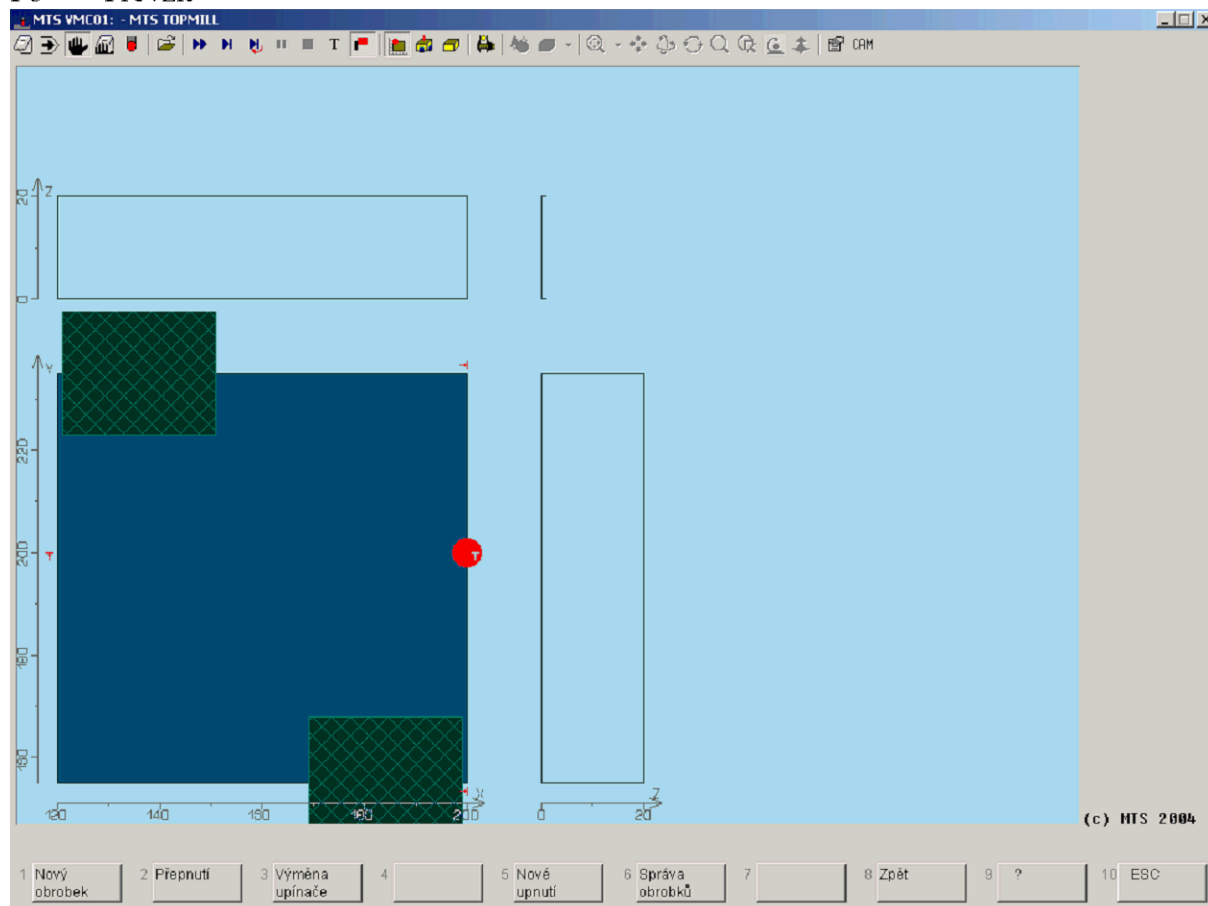 MTS VMC01: - MTS TOPMILL
T CAM
20
Z
0
Y
220
200
T
T
180
160
X
Z
120 140 160 180 200 0 20
(c) MTS 2004
1 Nový obrobek
2 Přepnutí
3 Výměna upínače
4
5 Nové upnutí
6 Správa obrobků
7
8 Zpět
9 ?
10 ESC